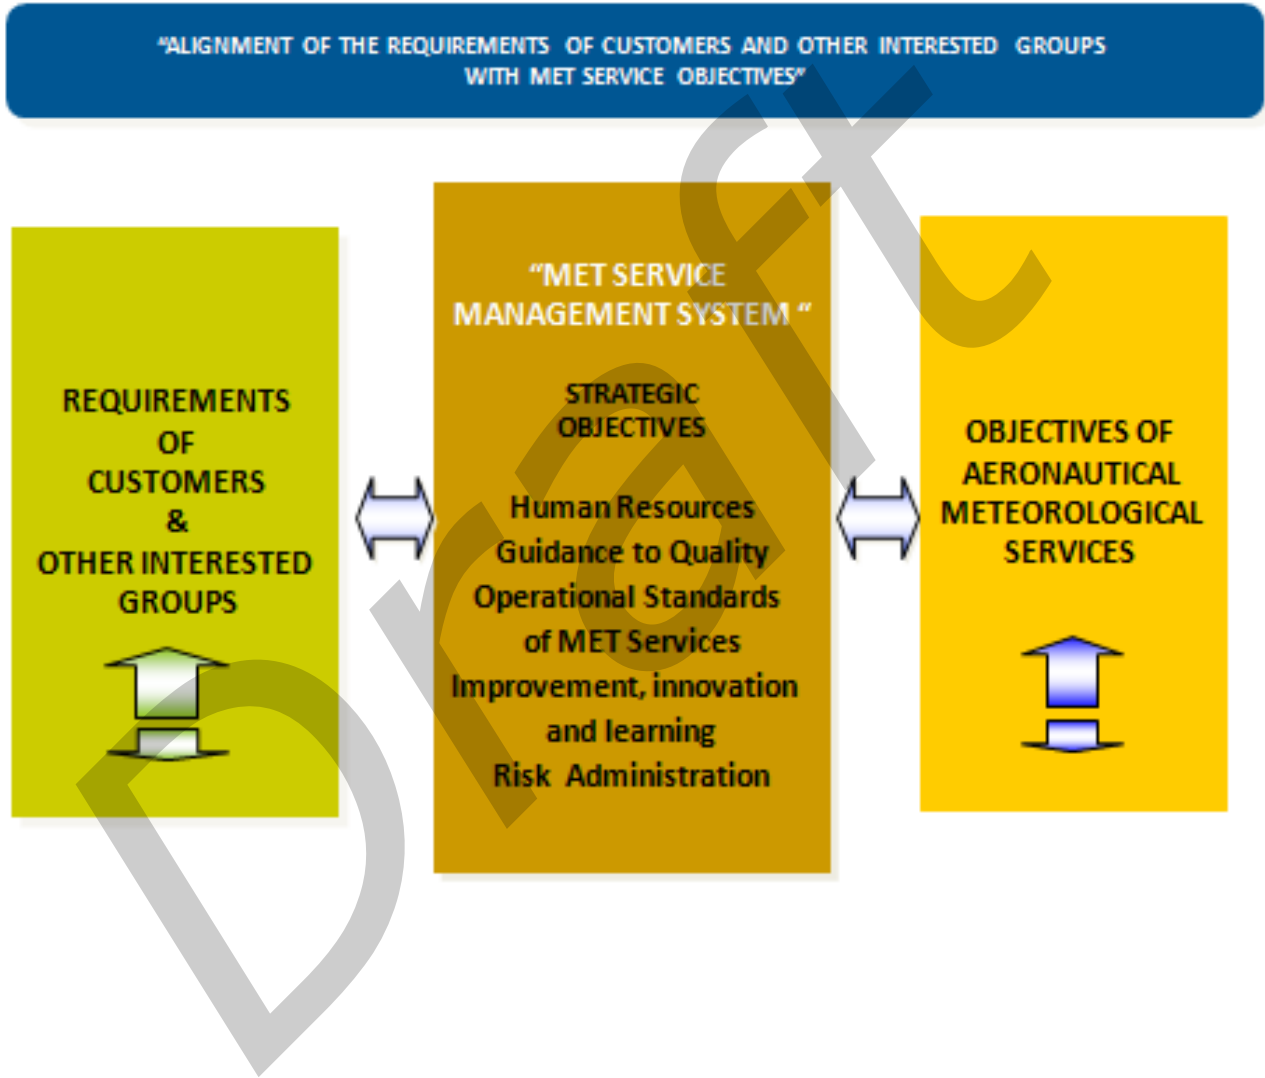 “ALIGNMENT OF THE REQUIREMENTS OF CUSTOMERS AND OTHER INTERESTED GROUPS
WITH MET SERVICE OBJECTIVES”
REQUIREMENTS
OF
CUSTOMERS
&
OTHER INTERESTED
GROUPS
“MET SERVICE
MANAGEMENT SYSTEM “
STRATEGIC
OBJECTIVES
Human Resources
Guidance to Quality
Operational Standards
of MET Services
Improvement, innovation
and learning
Risk Administration
OBJECTIVES OF
AERONAUTICAL
METEOROLOGICAL
SERVICES
Draft